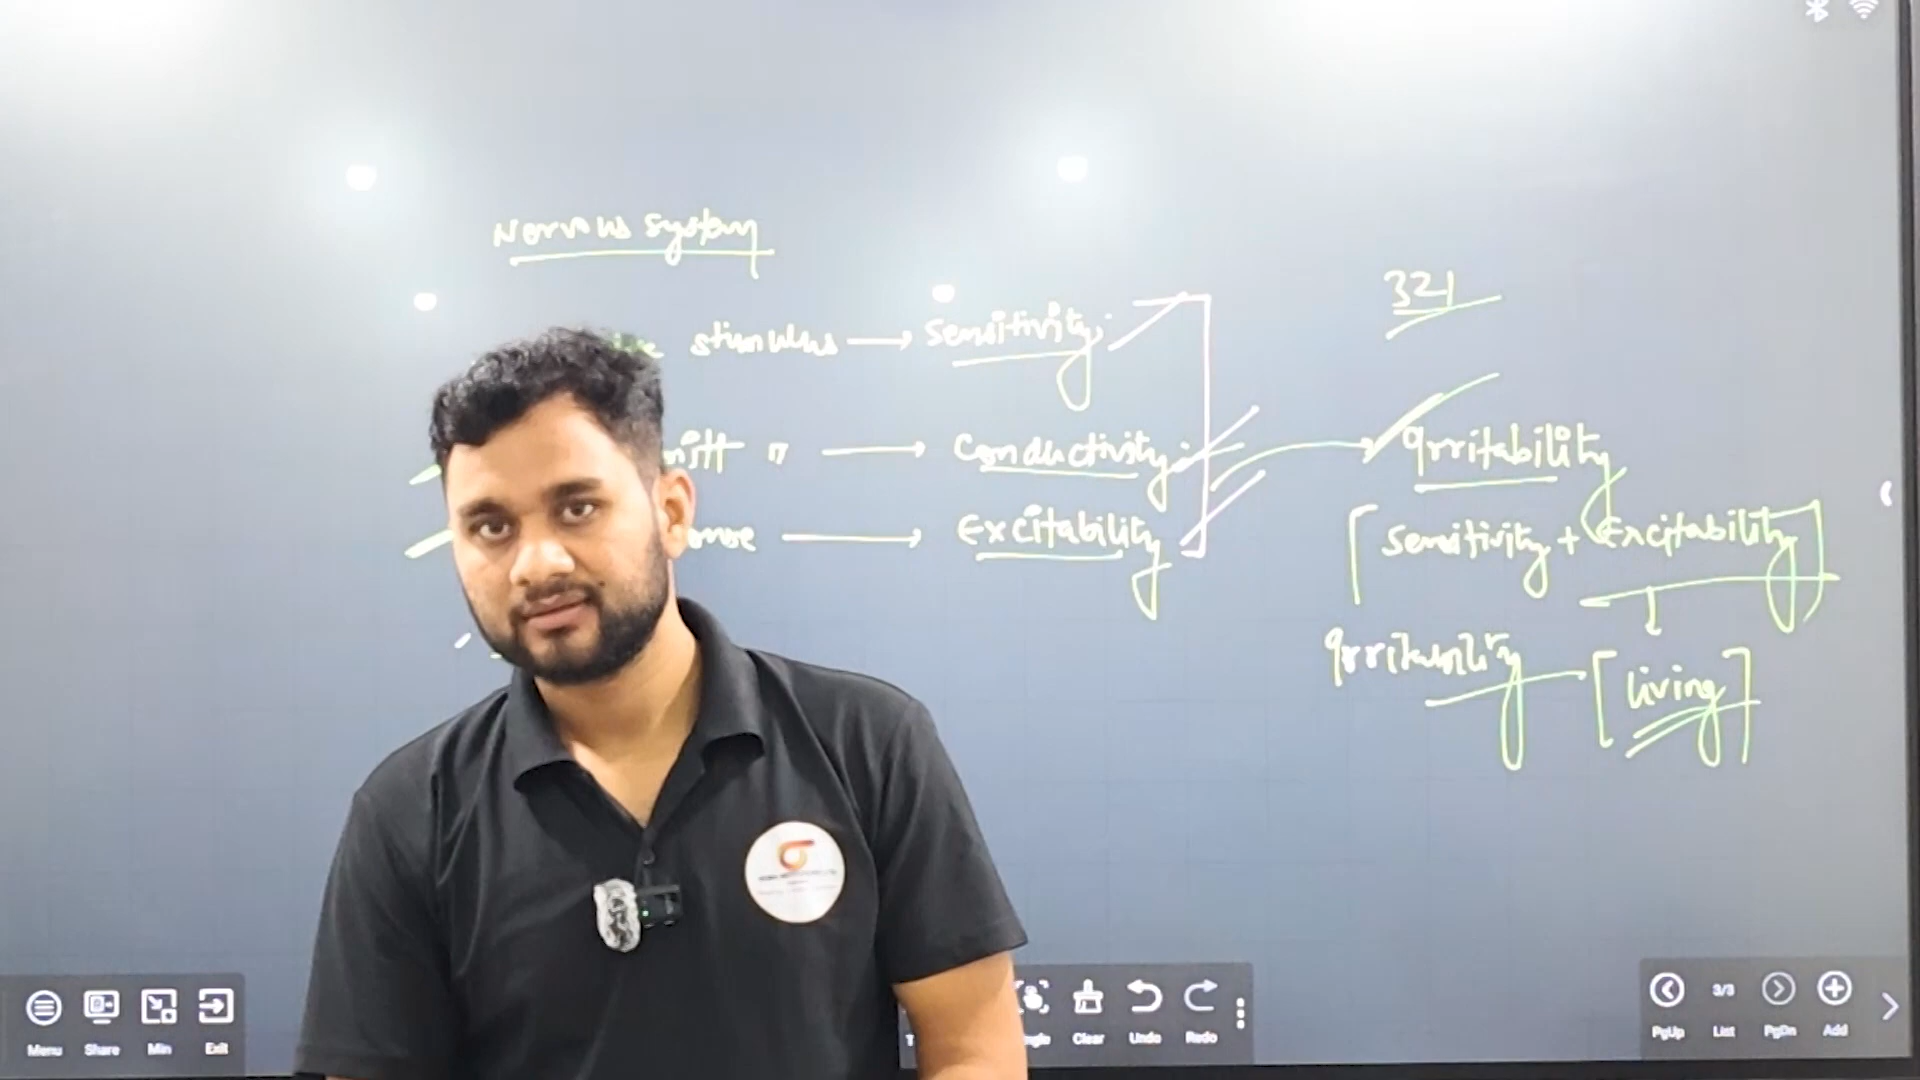 Nervous system
321
stimulus → sensitivity
Conductivity
Irritability
Excitability
[sensitivity + Excitability]
Irritability — [living]
Menu
Share
Min
Exit
Clear
Undo
Redo
PgUp
3/3
List
PgDn
Add